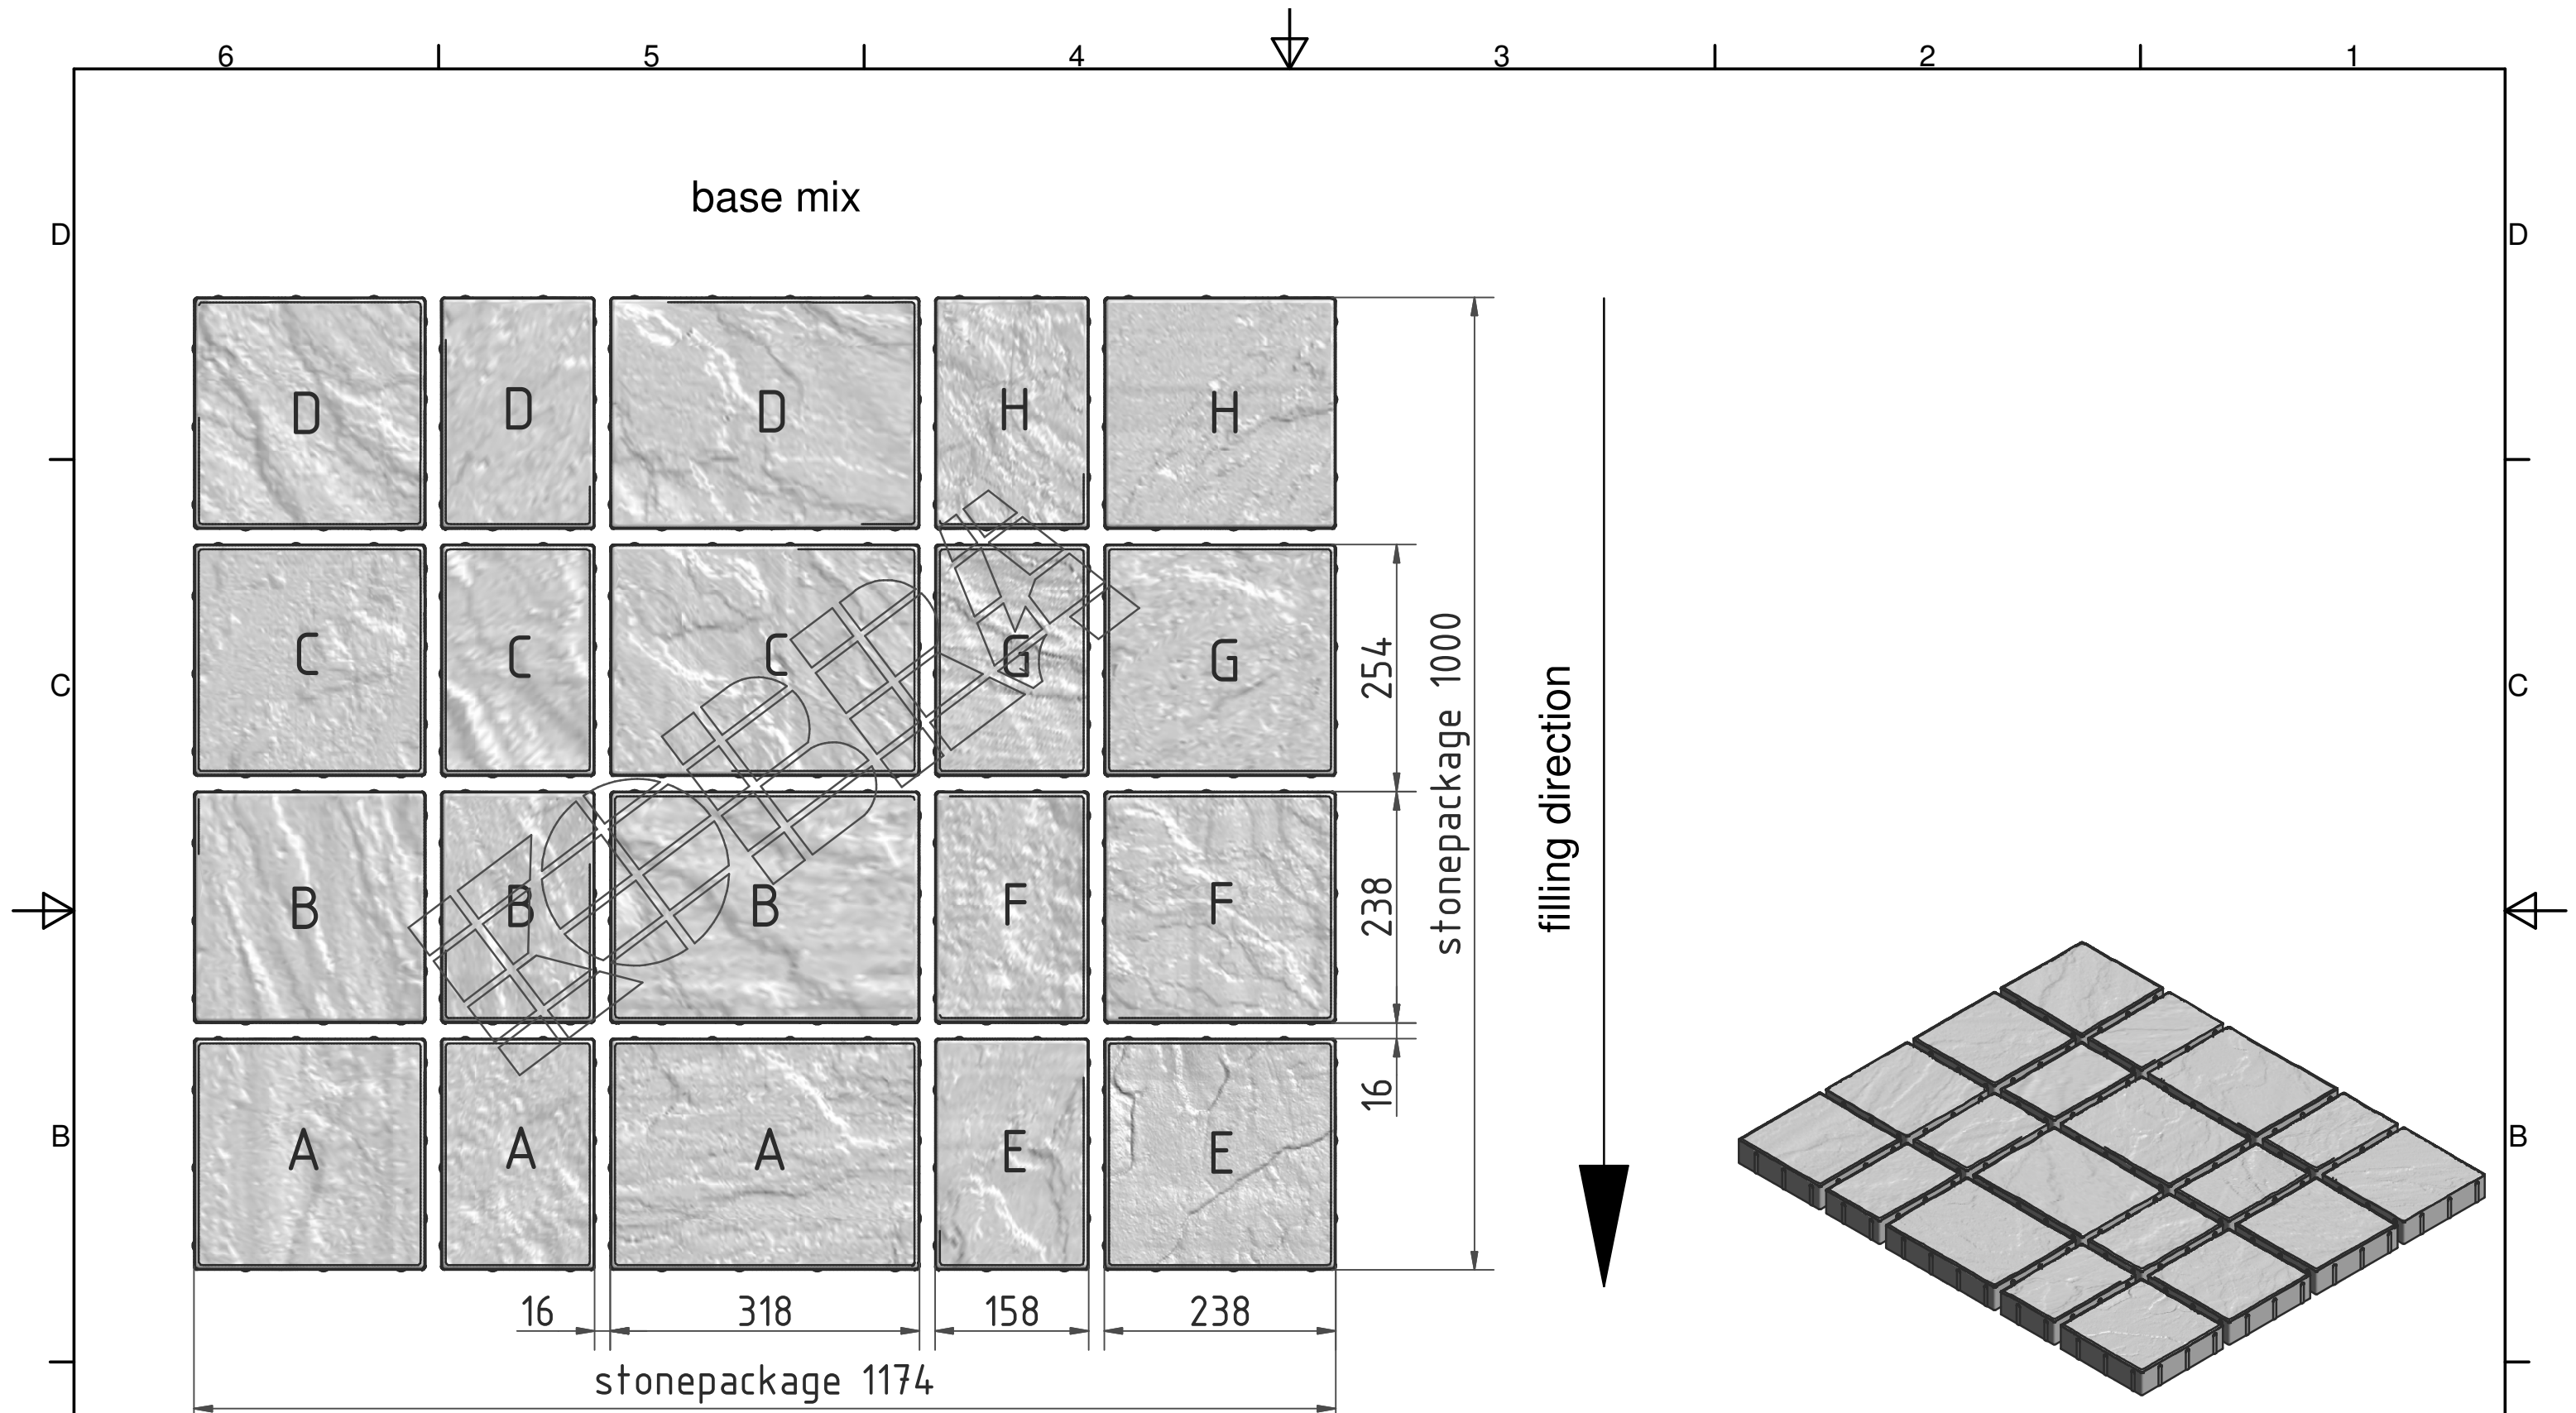 6 5 4 3 2 1
base mix
D D
D D D H H
C C C G G
C C
254
stonepackage 1000
filling direction
B B B F F
238
A A A E E
16
B B
16 318 158 238
stonepackage 1174